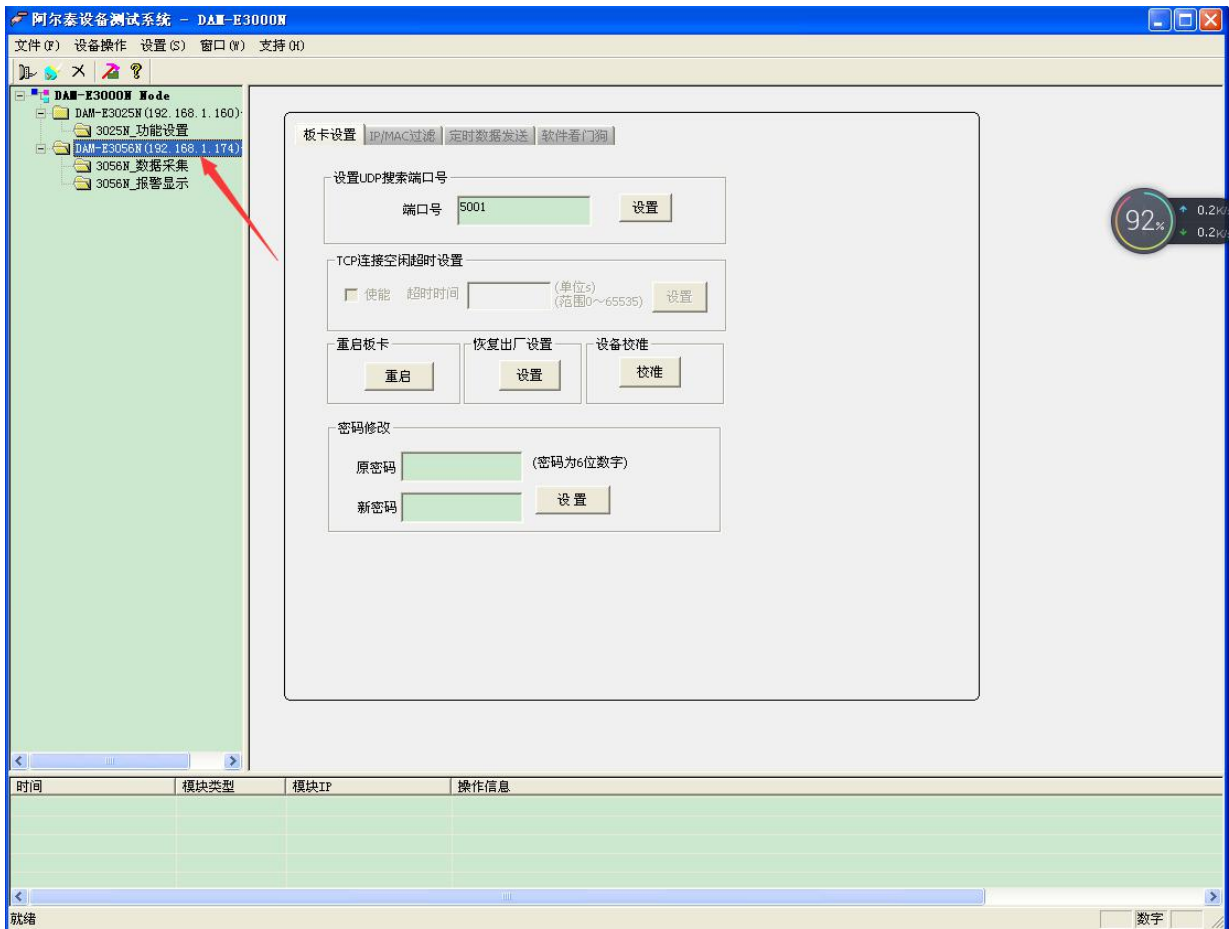 阿尔泰设备测试系统 - DAM-E3000N
文件(F) 设备操作 设置(S) 窗口(W) 支持(H)
DAM-E3000N Node
DAM-E3025N(192.168.1.160)
3025N_功能设置
DAM-E3056N(192.168.1.174)
3056N_数据采集
3056N_报警显示
板卡设置 IP/MAC过滤 定时数据发送 软件看门狗
设置UDP搜索端口号
端口号 5001 设置
TCP连接空闲超时设置
使能 超时时间 (单位s)
(范围0~65535) 设置
重启板卡 恢复出厂设置 设备校准
重启 设置 校准
密码修改
原密码 (密码为6位数字)
新密码 设 置
92%
0.2K/
0.2K/
时间 模块类型 模块IP 操作信息
就绪 数字